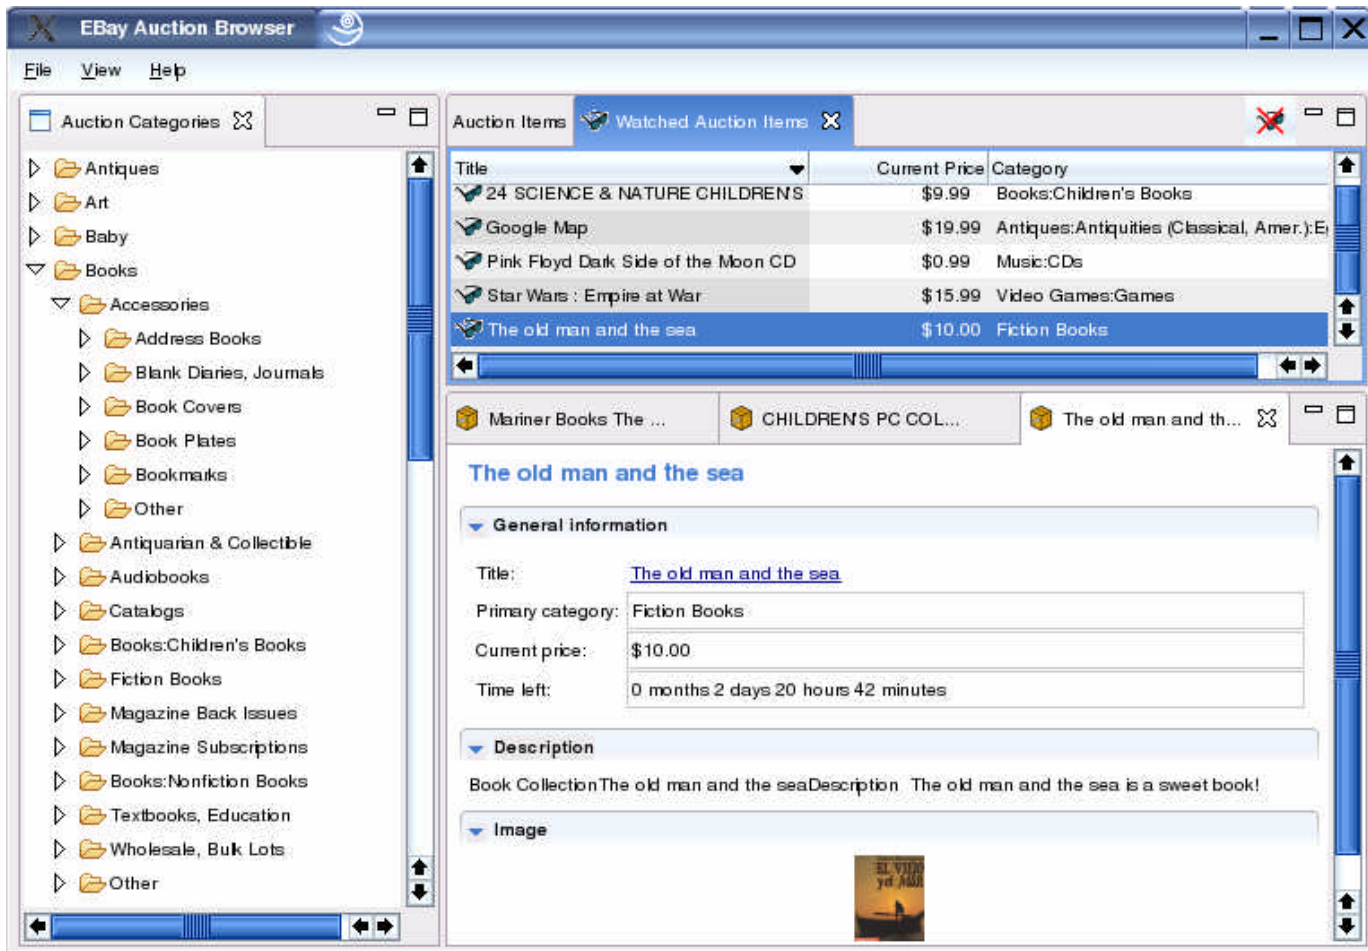 EBay Auction Browser
File View Help
Auction Categories
Antiques
Art
Baby
Books
Accessories
Address Books
Blank Diaries, Journals
Book Covers
Book Plates
Bookmarks
Other
Antiquarian & Collectible
Audiobooks
Catalogs
Books:Children's Books
Fiction Books
Magazine Back Issues
Magazine Subscriptions
Books:Nonfiction Books
Textbooks, Education
Wholesale, Bulk Lots
Other
Auction Items Watched Auction Items
Title Current Price Category
24 SCIENCE & NATURE CHILDREN'S $9.99 Books:Children's Books
Google Map $19.99 Antiques:Antiquities (Classical, Amer.):E
Pink Floyd Dark Side of the Moon CD $0.99 Music:CDs
Star Wars : Empire at War $15.99 Video Games:Games
The old man and the sea $10.00 Fiction Books
Mariner Books The ... CHILDREN'S PC COL... The old man and th...
The old man and the sea
General information
Title: The old man and the sea
Primary category: Fiction Books
Current price: $10.00
Time left: 0 months 2 days 20 hours 42 minutes
Description
Book CollectionThe old man and the seaDescription The old man and the sea is a sweet book!
Image
EL VIEJO
y el MAR